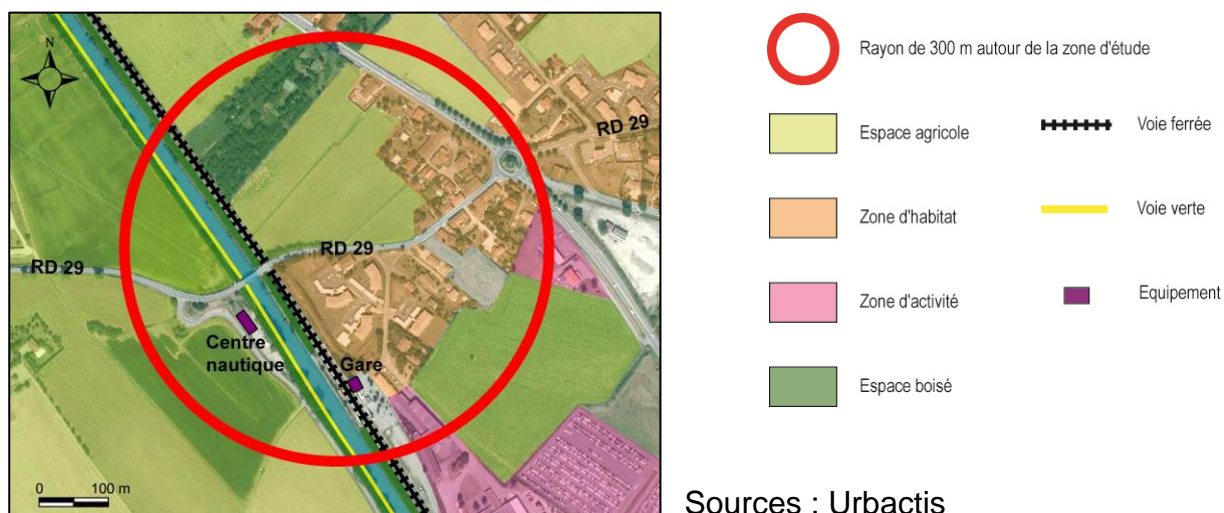 N
RD 29
RD 29
RD 29
Centre
nautique
Gare
0 100 m
Rayon de 300 m autour de la zone d'étude
Espace agricole
Voie ferrée
Zone d'habitat
Voie verte
Zone d'activité
Equipement
Espace boisé
Sources : Urbactis